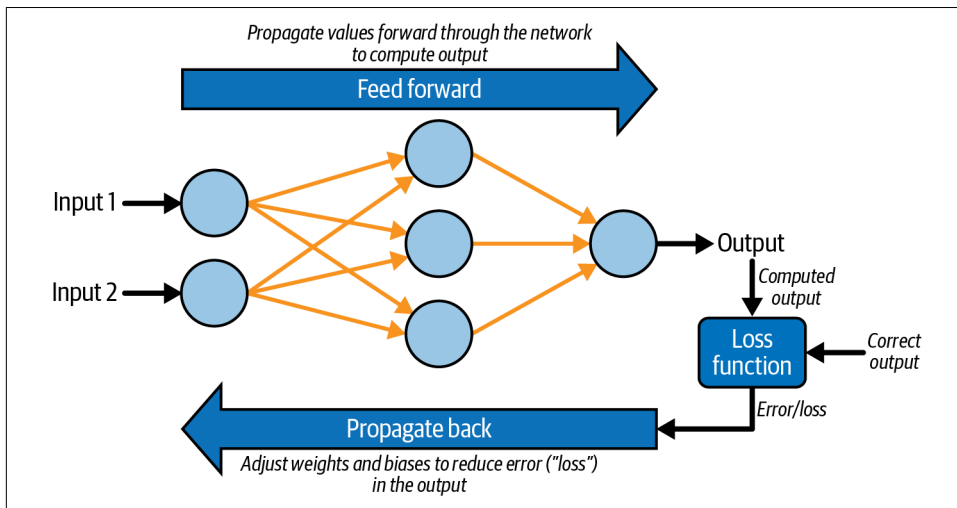 Propagate values forward through the network
to compute output
Feed forward
Input 1
Input 2
Output
Computed
output
Loss
function
Correct
output
Error/loss
Propagate back
Adjust weights and biases to reduce error ("loss")
in the output